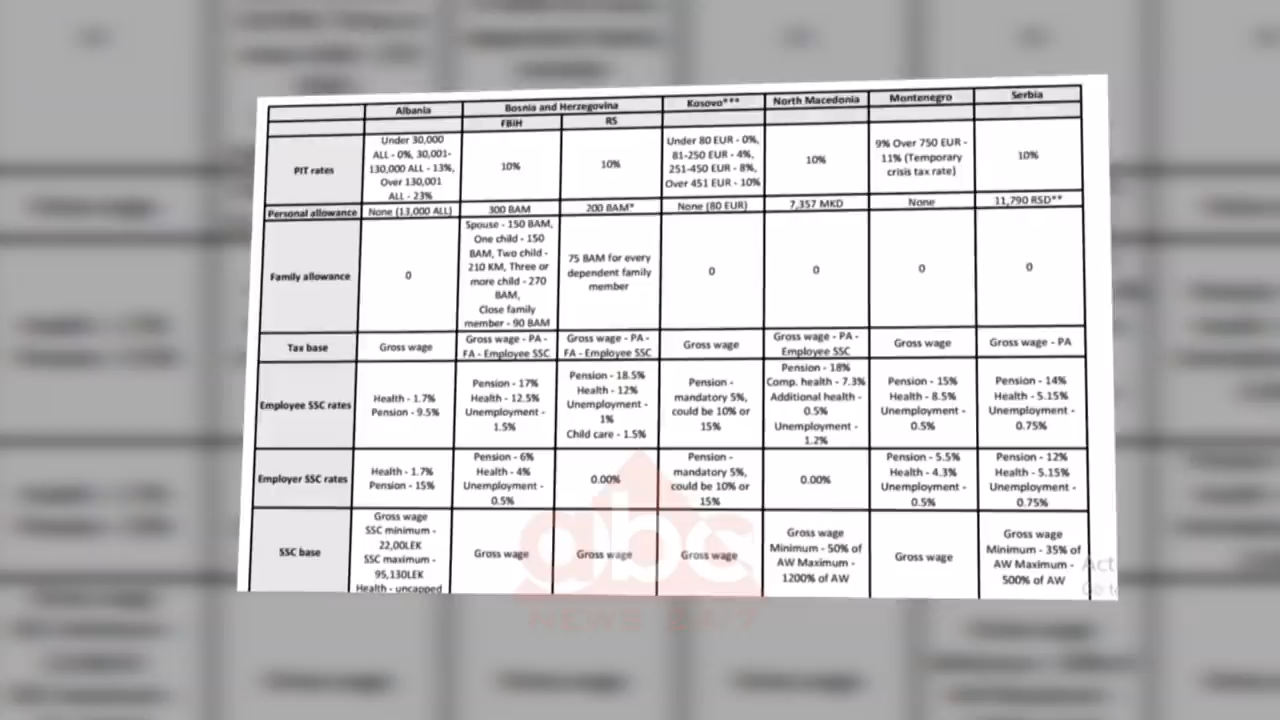 Albania
Bosnia and Herzegovina
Kosovo***
North Macedonia
Montenegro
Serbia
FBiH
RS
PIT rates
Under 30,000
ALL - 0%, 30,001-
130,000 ALL - 13%,
Over 130,001
ALL - 23%
10%
10%
Under 80 EUR - 0%,
81-250 EUR - 4%,
251-450 EUR - 8%,
Over 451 EUR - 10%
10%
9% Over 750 EUR -
11% (Temporary
crisis tax rate)
10%
Personal allowance
None (13,000 ALL)
300 BAM
200 BAM*
None (80 EUR)
7,357 MKD
None
11,790 RSD**
Family allowance
0
Spouse - 150 BAM,
One child - 150
BAM, Two child -
210 KM, Three or
more child - 270
BAM,
Close family
member - 90 BAM
75 BAM for every
dependent family
member
0
0
0
0
Tax base
Gross wage
Gross wage - PA -
FA - Employee SSC
Gross wage - PA -
FA - Employee SSC
Gross wage
Gross wage - PA -
Employee SSC
Gross wage
Gross wage - PA
Employee SSC rates
Health - 1.7%
Pension - 9.5%
Pension - 17%
Health - 12.5%
Unemployment -
1.5%
Pension - 18.5%
Health - 12%
Unemployment -
1%
Child care - 1.5%
Pension -
mandatory 5%,
could be 10% or
15%
Pension - 18%
Comp. health - 7.3%
Additional health -
0.5%
Unemployment -
1.2%
Pension - 15%
Health - 8.5%
Unemployment -
0.5%
Pension - 14%
Health - 5.15%
Unemployment -
0.75%
Employer SSC rates
Health - 1.7%
Pension - 15%
Pension - 6%
Health - 4%
Unemployment -
0.5%
0.00%
Pension -
mandatory 5%,
could be 10% or
15%
0.00%
Pension - 5.5%
Health - 4.3%
Unemployment -
0.5%
Pension - 12%
Health - 5.15%
Unemployment -
0.75%
SSC base
Gross wage
SSC minimum -
22,00LEK
SSC maximum -
95,130LEK
Health - uncapped
Gross wage
Gross wage
Gross wage
Gross wage
Minimum - 50% of
AW Maximum -
1200% of AW
Gross wage
Gross wage
Minimum - 35% of
AW Maximum -
500% of AW
abc
NEWS 24/7